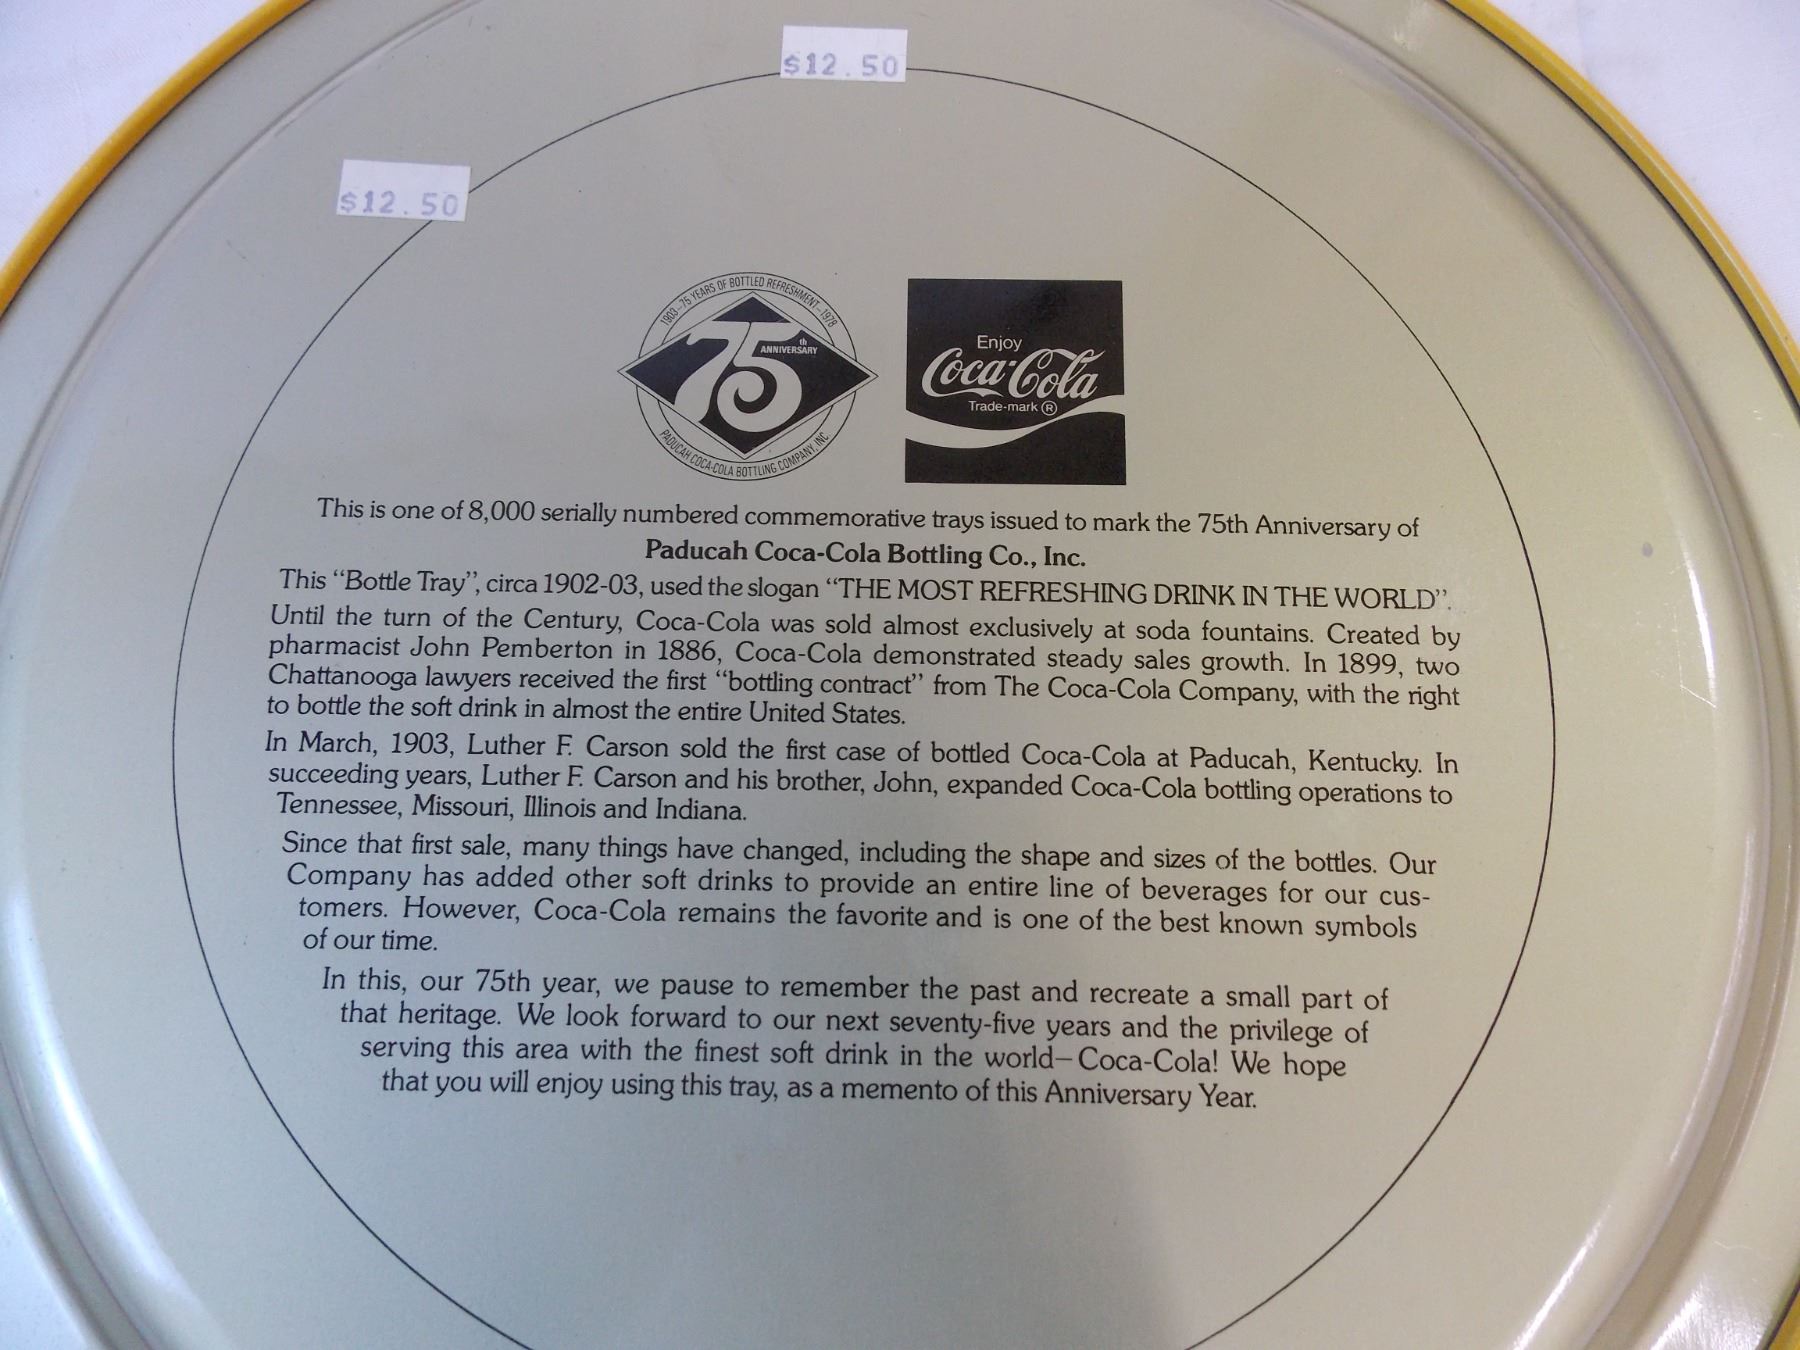 $12.50
$12.50
1903–75 YEARS OF BOTTLED REFRESHMENT–1978
75th
ANNIVERSARY
PADUCAH COCA-COLA BOTTLING COMPANY, INC
Enjoy
Coca-Cola
Trade-mark ®
This is one of 8,000 serially numbered commemorative trays issued to mark the 75th Anniversary of
Paducah Coca-Cola Bottling Co., Inc.
This “Bottle Tray”, circa 1902-03, used the slogan “THE MOST REFRESHING DRINK IN THE WORLD”.
Until the turn of the Century, Coca-Cola was sold almost exclusively at soda fountains. Created by
pharmacist John Pemberton in 1886, Coca-Cola demonstrated steady sales growth. In 1899, two
Chattanooga lawyers received the first “bottling contract” from The Coca-Cola Company, with the right
to bottle the soft drink in almost the entire United States.
In March, 1903, Luther F. Carson sold the first case of bottled Coca-Cola at Paducah, Kentucky. In
succeeding years, Luther F. Carson and his brother, John, expanded Coca-Cola bottling operations to
Tennessee, Missouri, Illinois and Indiana.
Since that first sale, many things have changed, including the shape and sizes of the bottles. Our
Company has added other soft drinks to provide an entire line of beverages for our cus-
tomers. However, Coca-Cola remains the favorite and is one of the best known symbols
of our time.
In this, our 75th year, we pause to remember the past and recreate a small part of
that heritage. We look forward to our next seventy-five years and the privilege of
serving this area with the finest soft drink in the world–Coca-Cola! We hope
that you will enjoy using this tray, as a memento of this Anniversary Year.